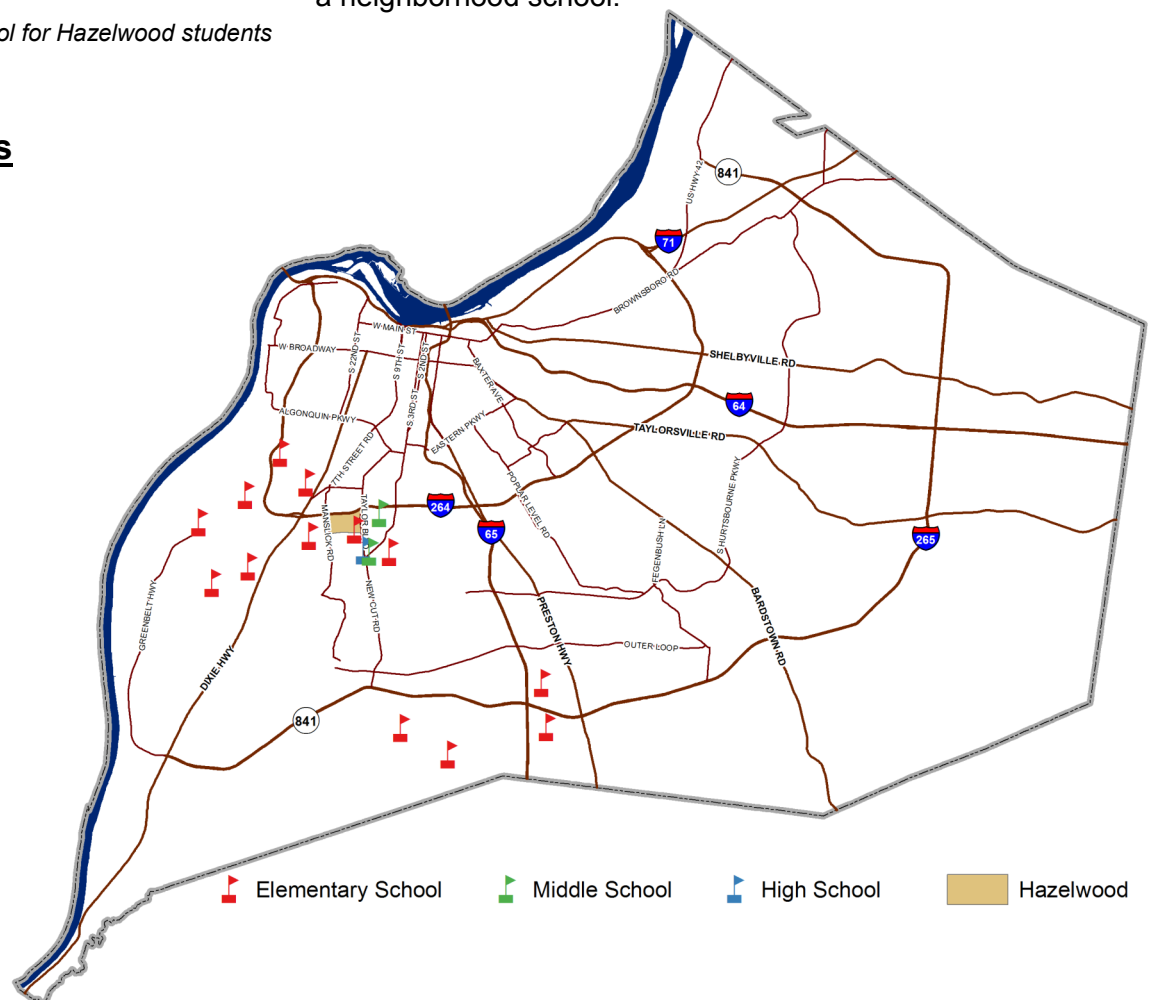 a neighborhood school.
ol for Hazelwood students
s
841
US HWY 42
71
BROWNSBORO RD
W MAIN ST
W BROADWAY
S 22ND ST
S 9TH ST
S 2ND ST
S 3RD ST
BAXTER AVE
SHELBYVILLE RD
64
ALGONQUIN PKWY
EASTERN PKWY
TAYLORSVILLE RD
7TH STREET RD
POPLAR LEVEL RD
S HURTSBOURNE PKWY
MANSLICK RD
TAYLOR BLVD
264
65
265
FEGENBUSH LN
GREENBELT HWY
NEW CUT RD
PRESTON HWY
BARDSTOWN RD
DIXIE HWY
OUTER LOOP
841
Elementary School
Middle School
High School
Hazelwood